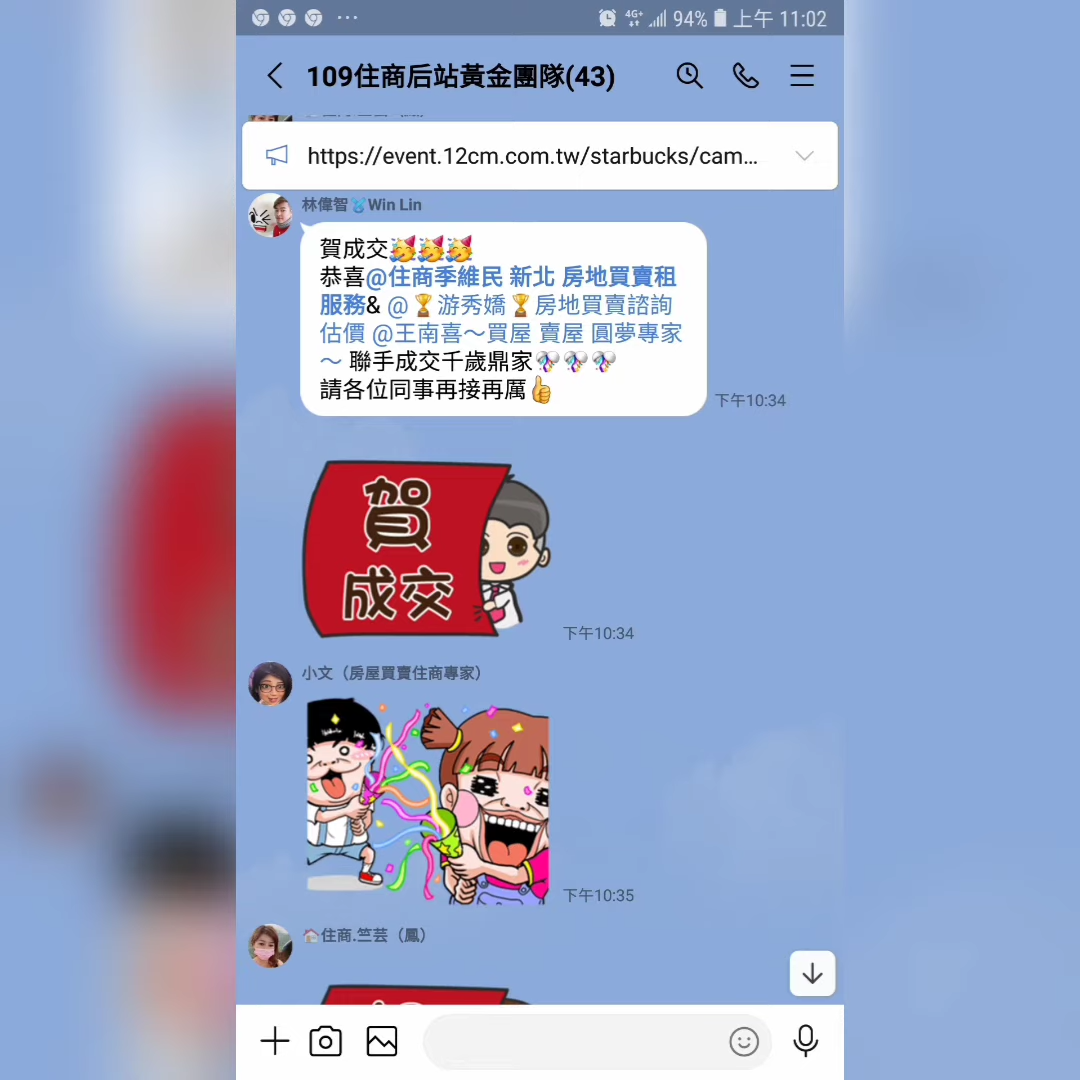 4G+ 94% 上午 11:02
109住商后站黃金團隊(43)
https://event.12cm.com.tw/starbucks/cam...
林偉智🥇Win Lin
賀成交🥳🥳🥳
恭喜@住商季維民 新北 房地買賣租
服務& @🏆游秀嬌🏆房地買賣諮詢
估價 @王南喜～買屋 賣屋 圓夢專家
～ 聯手成交千歲鼎家🎊🎊🎊
請各位同事再接再厲👍
下午10:34
賀
成交
下午10:34
小文（房屋買賣住商專家）
下午10:35
🏠住商.竺芸（鳳）